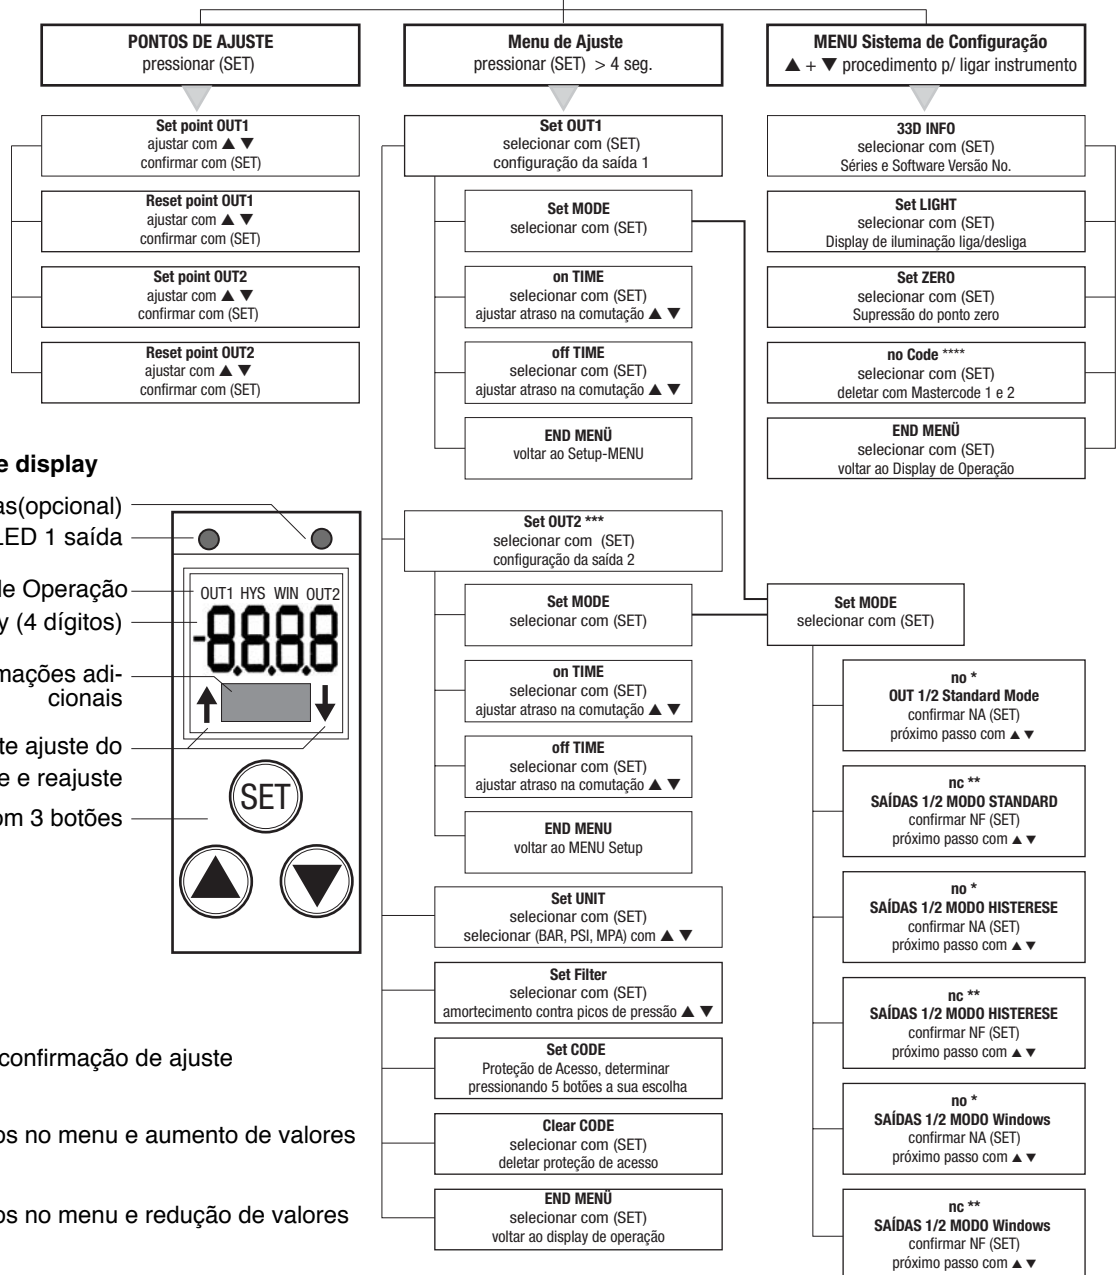 PONTOS DE AJUSTE
pressionar (SET)
Set point OUT1
ajustar com ▲ ▼
confirmar com (SET)
Reset point OUT1
ajustar com ▲ ▼
confirmar com (SET)
Set point OUT2
ajustar com ▲ ▼
confirmar com (SET)
Reset point OUT2
ajustar com ▲ ▼
confirmar com (SET)
Menu de Ajuste
pressionar (SET) > 4 seg.
Set OUT1
selecionar com (SET)
configuração da saída 1
Set MODE
selecionar com (SET)
on TIME
selecionar com (SET)
ajustar atraso na comutação ▲ ▼
off TIME
selecionar com (SET)
ajustar atraso na comutação ▲ ▼
END MENÜ
voltar ao Setup-MENU
Set OUT2 ***
selecionar com (SET)
configuração da saída 2
Set MODE
selecionar com (SET)
on TIME
selecionar com (SET)
ajustar atraso na comutação ▲ ▼
off TIME
selecionar com (SET)
ajustar atraso na comutação ▲ ▼
END MENU
voltar ao MENU Setup
Set UNIT
selecionar com (SET)
selecionar (BAR, PSI, MPA) com ▲ ▼
Set Filter
selecionar com (SET)
amortecimento contra picos de pressão ▲ ▼
Set CODE
Proteção de Acesso, determinar
pressionando 5 botões a sua escolha
Clear CODE
selecionar com (SET)
deletar proteção de acesso
END MENÜ
selecionar com (SET)
voltar ao display de operação
MENU Sistema de Configuração
▲ + ▼ procedimento p/ ligar instrumento
33D INFO
selecionar com (SET)
Séries e Software Versão No.
Set LIGHT
selecionar com (SET)
Display de iluminação liga/desliga
Set ZERO
selecionar com (SET)
Supressão do ponto zero
no Code ****
selecionar com (SET)
deletar com Mastercode 1 e 2
END MENÜ
selecionar com (SET)
voltar ao Display de Operação
Set MODE
selecionar com (SET)
no *
OUT 1/2 Standard Mode
confirmar NA (SET)
próximo passo com ▲ ▼
nc **
SAÍDAS 1/2 MODO STANDARD
confirmar NF (SET)
próximo passo com ▲ ▼
no *
SAÍDAS 1/2 MODO HISTERESE
confirmar NA (SET)
próximo passo com ▲ ▼
nc **
SAÍDAS 1/2 MODO HISTERESE
confirmar NF (SET)
próximo passo com ▲ ▼
no *
SAÍDAS 1/2 MODO Windows
confirmar NA (SET)
próximo passo com ▲ ▼
nc **
SAÍDAS 1/2 MODO Windows
confirmar NF (SET)
próximo passo com ▲ ▼
e display
as(opcional)
LED 1 saída
de Operação
y (4 dígitos)
mações adi-
cionais
te ajuste do
e e reajuste
om 3 botões
OUT1 HYS WIN OUT2
-8.8.8.8
SET
confirmação de ajuste
os no menu e aumento de valores
os no menu e redução de valores